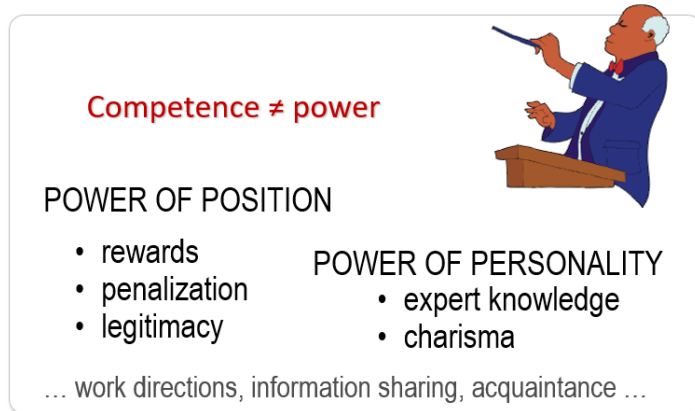 Competence ≠ power
POWER OF POSITION
• rewards
• penalization
• legitimacy
POWER OF PERSONALITY
• expert knowledge
• charisma
… work directions, information sharing, acquaintance …